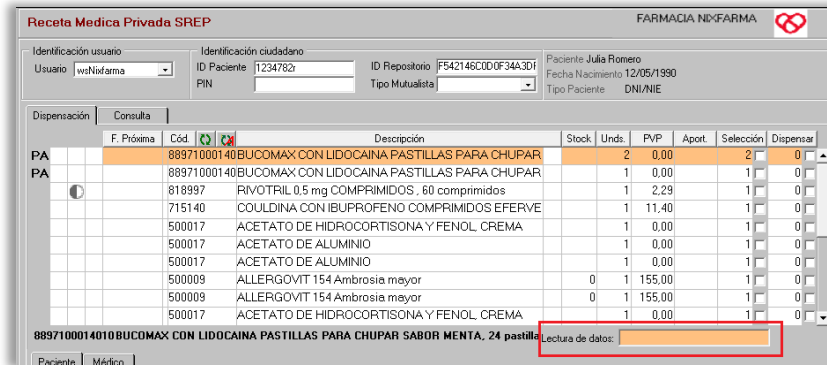 Receta Medica Privada SREP FARMACIA NIXFARMA
Identificación usuario Identificación ciudadano
Usuario wsNixfarma ID Paciente 1234782r ID Repositorio F542146C0D0F34A3DF Paciente Julia Romero
PIN Tipo Mutualista Fecha Nacimiento 12/05/1990
Tipo Paciente DNI/NIE
Dispensación Consulta
F. Próxima Cód. Descripción Stock Unds. PVP Aport. Selección Dispensar
PA 88971000140 BUCOMAX CON LIDOCAINA PASTILLAS PARA CHUPAR 2 0,00 2 0
PA 88971000140 BUCOMAX CON LIDOCAINA PASTILLAS PARA CHUPAR 1 0,00 1 0
818997 RIVOTRIL 0,5 mg COMPRIMIDOS , 60 comprimidos 1 2,29 1 0
715140 COULDINA CON IBUPROFENO COMPRIMIDOS EFERVE 1 11,40 1 0
500017 ACETATO DE HIDROCORTISONA Y FENOL, CREMA 1 0,00 1 0
500017 ACETATO DE ALUMINIO 1 0,00 1 0
500017 ACETATO DE ALUMINIO 1 0,00 1 0
500009 ALLERGOVIT 154 Ambrosia mayor 0 1 155,00 1 0
500009 ALLERGOVIT 154 Ambrosia mayor 0 1 155,00 1 0
500017 ACETATO DE HIDROCORTISONA Y FENOL, CREMA 1 0,00 1 0
8897100014010 BUCOMAX CON LIDOCAINA PASTILLAS PARA CHUPAR SABOR MENTA, 24 pastilla Lectura de datos:
Paciente Médico